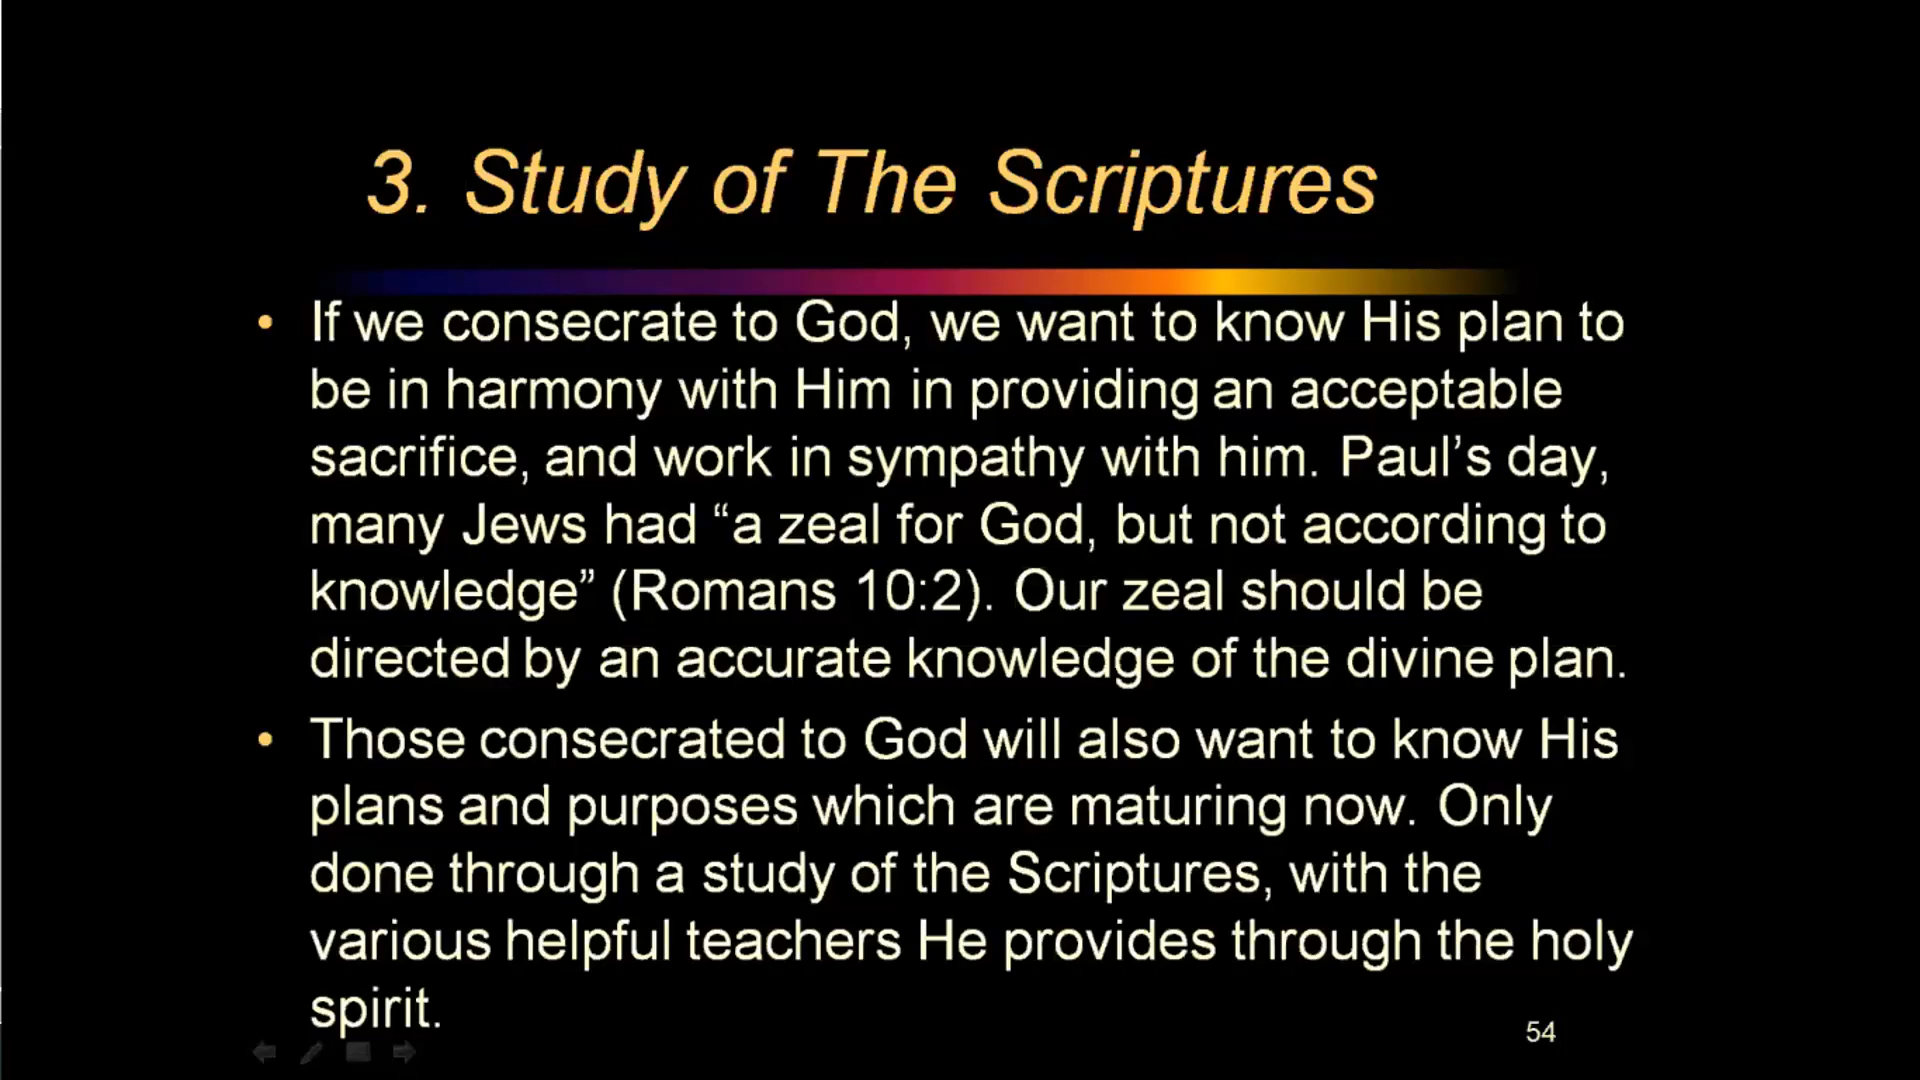 3. Study of The Scriptures
• If we consecrate to God, we want to know His plan to
be in harmony with Him in providing an acceptable
sacrifice, and work in sympathy with him. Paul’s day,
many Jews had “a zeal for God, but not according to
knowledge” (Romans 10:2). Our zeal should be
directed by an accurate knowledge of the divine plan.
• Those consecrated to God will also want to know His
plans and purposes which are maturing now. Only
done through a study of the Scriptures, with the
various helpful teachers He provides through the holy
spirit.
54